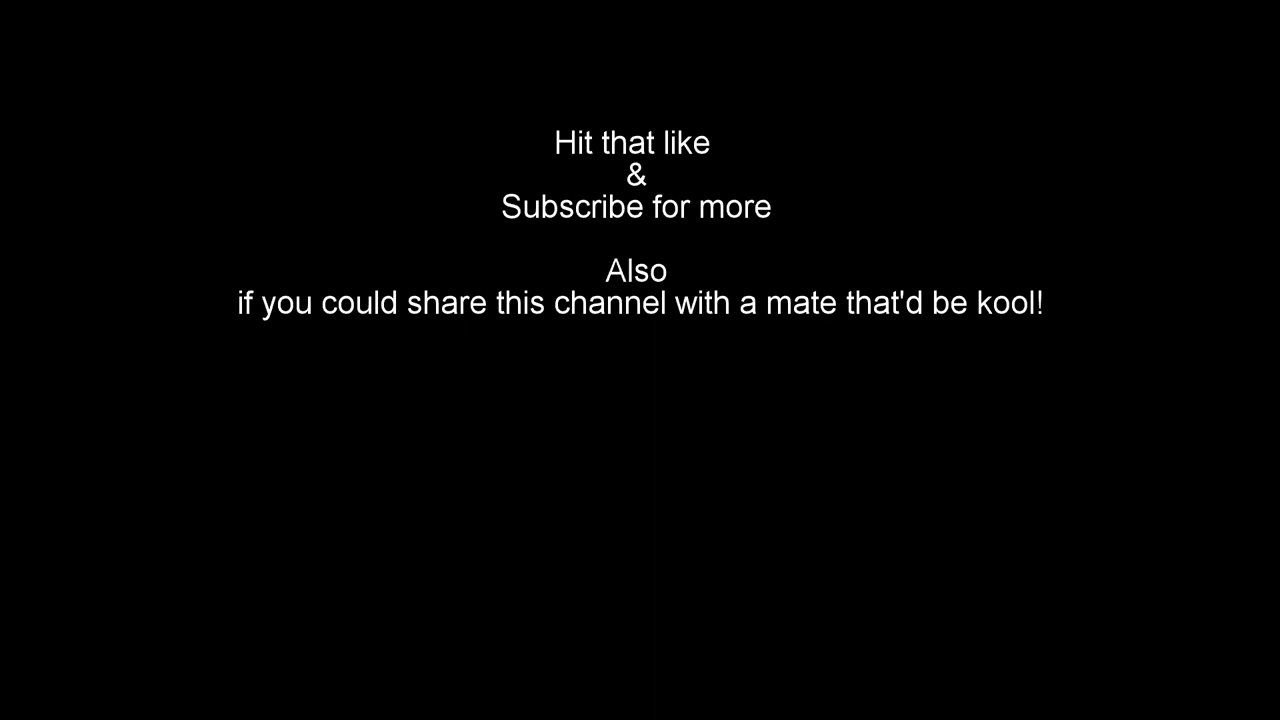 Hit that like
&
Subscribe for more
Also
if you could share this channel with a mate that'd be kool!